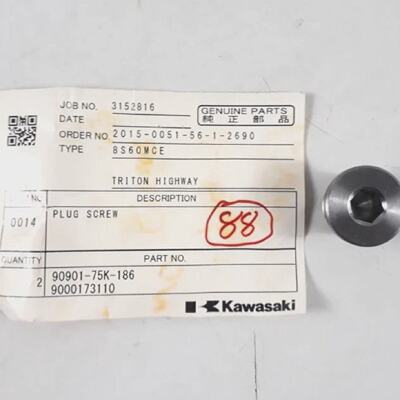 JOB NO. 3152816
DATE
GENUINE PARTS
純正部品
ORDER NO. 2015-0051-56-1-2690
TYPE 8S60MCE
TRITON HIGHWAY
NO. DESCRIPTION
0014 PLUG SCREW
88
QUANTITY PART NO.
2 90901-75K-186
9000173110
Kawasaki